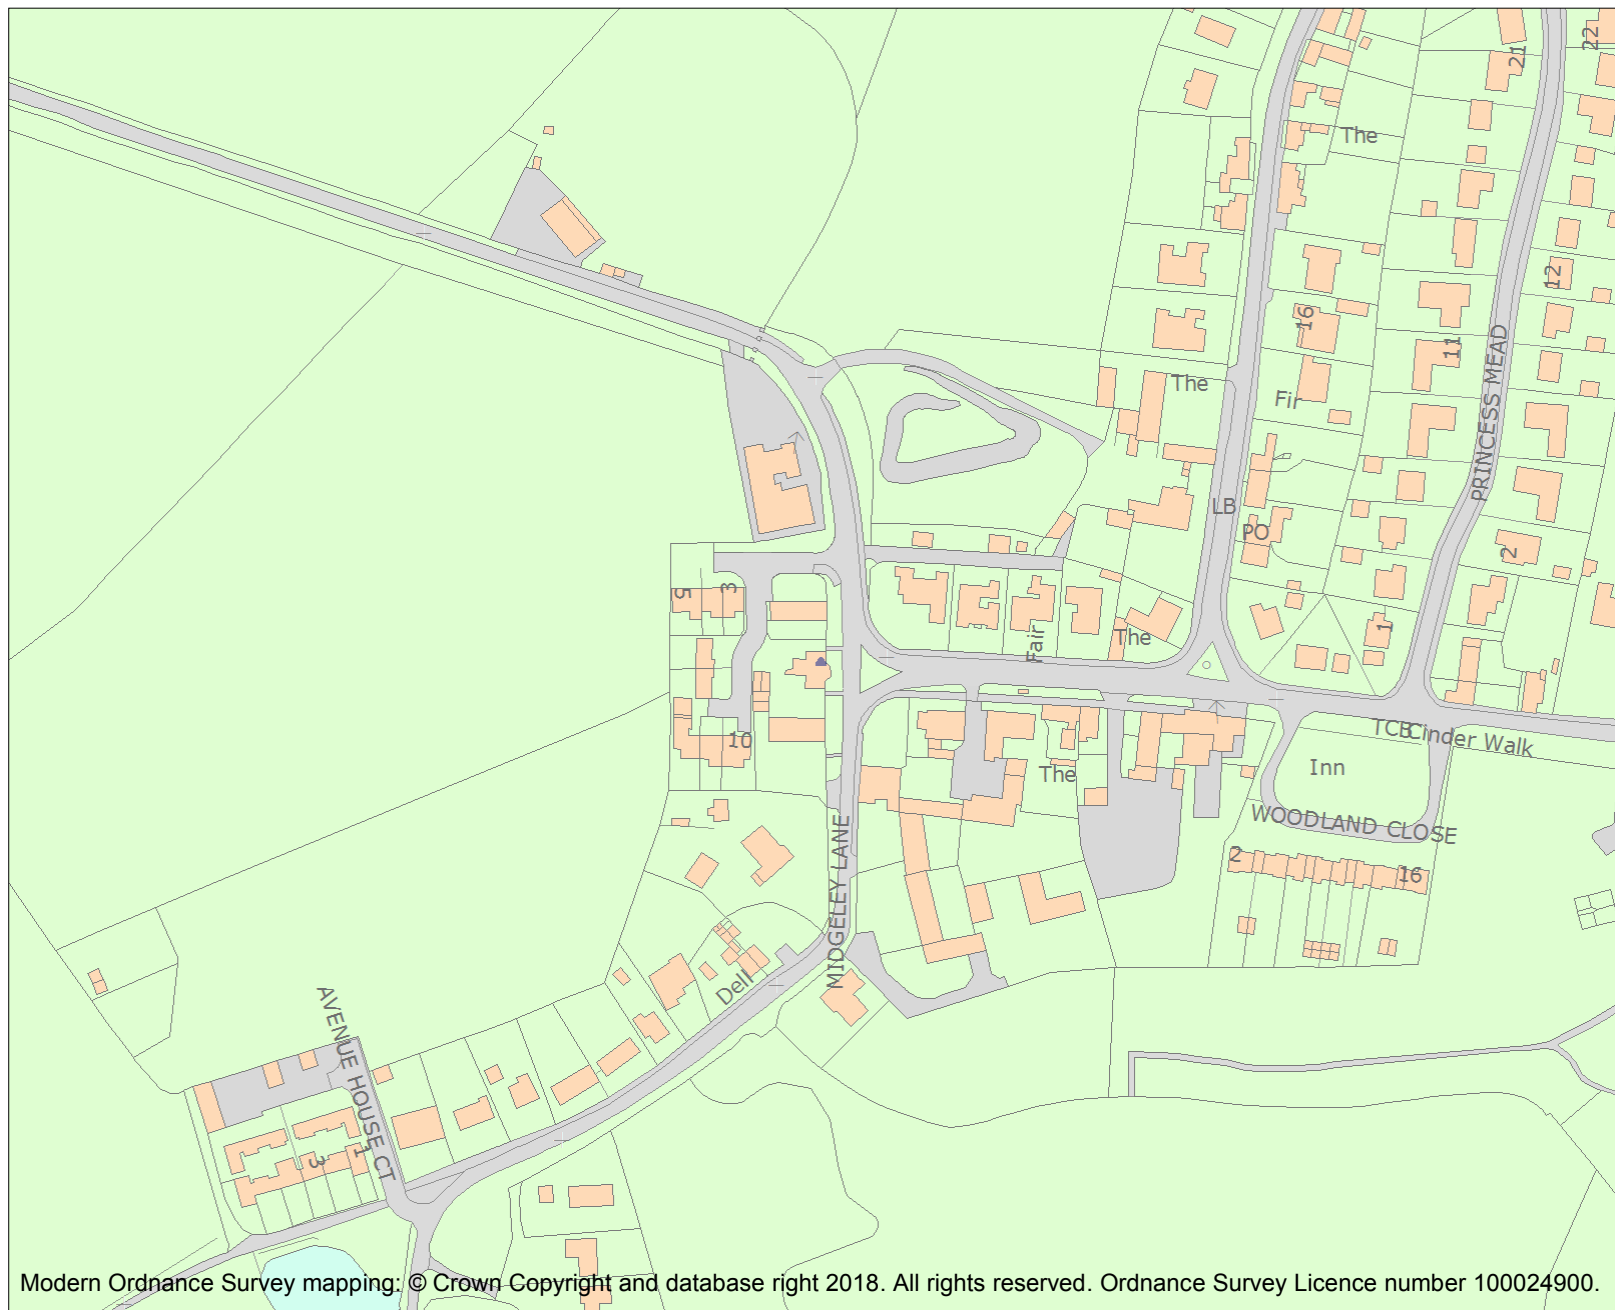 21
22
The
12
16
11
PRINCESS MEAD
The
Fir
LB
PO
2
5
3
1
Fair
The
10
TCB
Cinder Walk
The
Inn
MIDGELEY LANE
WOODLAND CLOSE
2
16
Dell
AVENUE HOUSE CT
3
1
Modern Ordnance Survey mapping: © Crown Copyright and database right 2018. All rights reserved. Ordnance Survey Licence number 100024900.